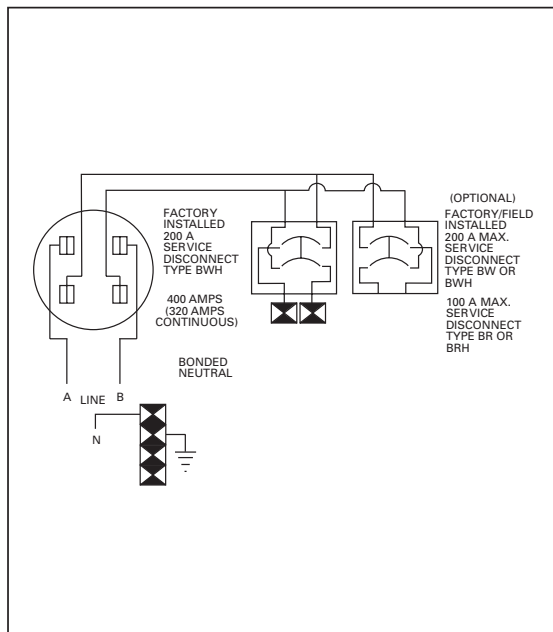 FACTORY
INSTALLED
200 A
SERVICE
DISCONNECT
TYPE BWH
400 AMPS
(320 AMPS
CONTINUOUS)
BONDED
NEUTRAL
(OPTIONAL)
FACTORY/FIELD
INSTALLED
200 A MAX.
SERVICE
DISCONNECT
TYPE BW OR
BWH
100 A MAX.
SERVICE
DISCONNECT
TYPE BR OR
BRH
A LINE B
N